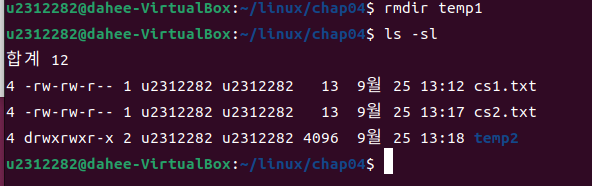 u2312282@dahee-VirtualBox:~/linux/chap04$ rmdir temp1
u2312282@dahee-VirtualBox:~/linux/chap04$ ls -sl
합계 12
4 -rw-rw-r-- 1 u2312282 u2312282   13  9월 25 13:12 cs1.txt
4 -rw-rw-r-- 1 u2312282 u2312282   13  9월 25 13:17 cs2.txt
4 drwxrwxr-x 2 u2312282 u2312282 4096  9월 25 13:18 temp2
u2312282@dahee-VirtualBox:~/linux/chap04$